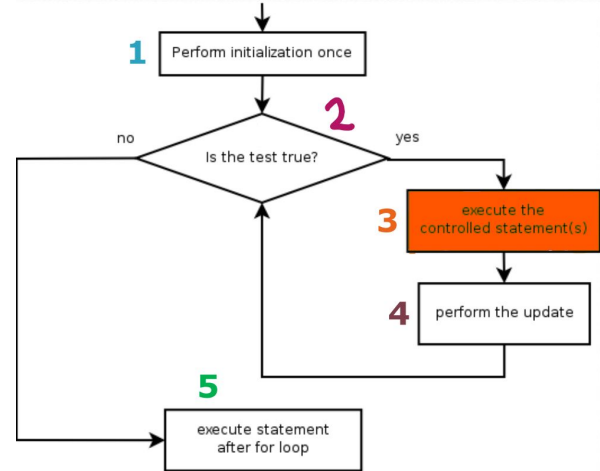 1
Perform initialization once
2
no
yes
Is the test true?
3
execute the
controlled statement(s)
4
perform the update
5
execute statement
after for loop